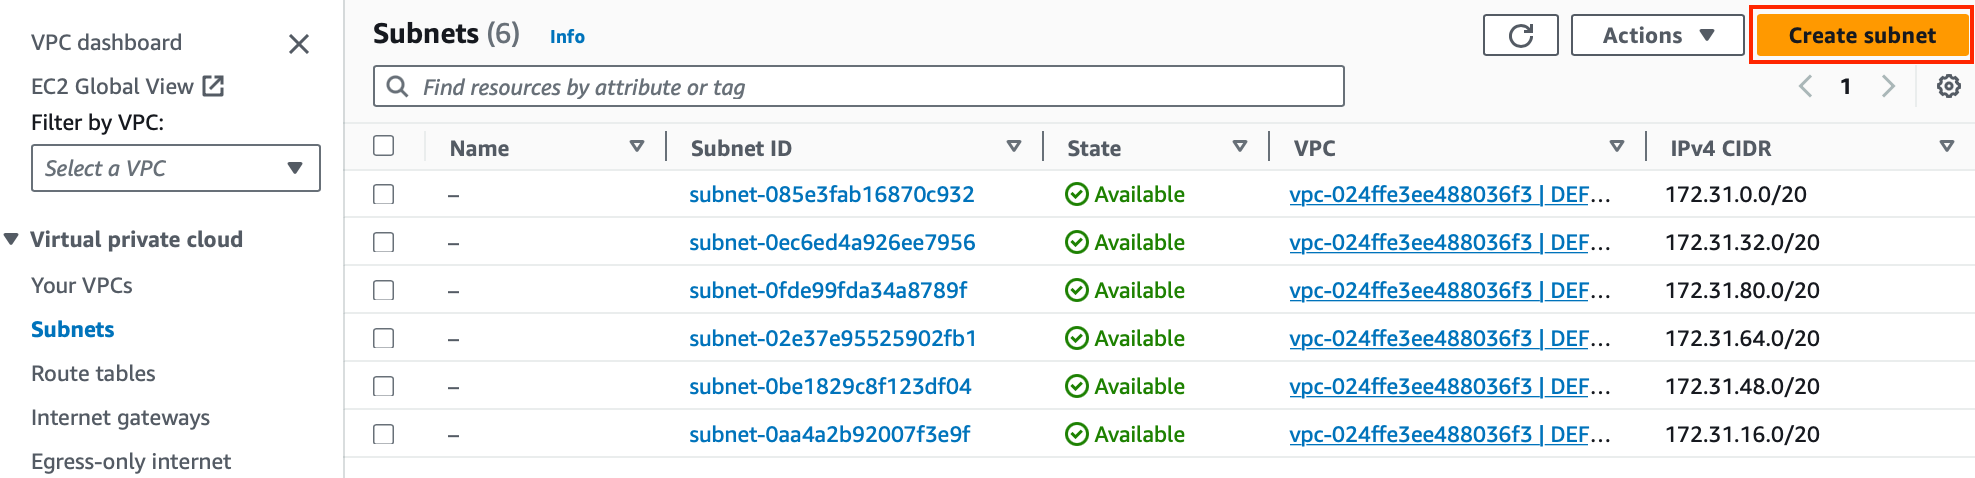 VPC dashboard
EC2 Global View
Filter by VPC:
Select a VPC
Virtual private cloud
Your VPCs
Subnets
Route tables
Internet gateways
Egress-only internet
Subnets (6) Info
Actions
Create subnet
Find resources by attribute or tag
1
Name Subnet ID State VPC IPv4 CIDR
– subnet-085e3fab16870c932 Available vpc-024ffe3ee488036f3 | DEF... 172.31.0.0/20
– subnet-0ec6ed4a926ee7956 Available vpc-024ffe3ee488036f3 | DEF... 172.31.32.0/20
– subnet-0fde99fda34a8789f Available vpc-024ffe3ee488036f3 | DEF... 172.31.80.0/20
– subnet-02e37e95525902fb1 Available vpc-024ffe3ee488036f3 | DEF... 172.31.64.0/20
– subnet-0be1829c8f123df04 Available vpc-024ffe3ee488036f3 | DEF... 172.31.48.0/20
– subnet-0aa4a2b92007f3e9f Available vpc-024ffe3ee488036f3 | DEF... 172.31.16.0/20